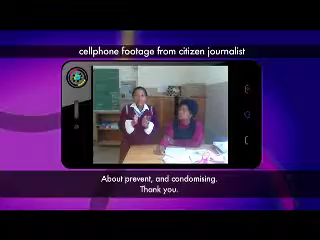 cellphone footage from citizen journalist
About prevent, and condomising.
Thank you.